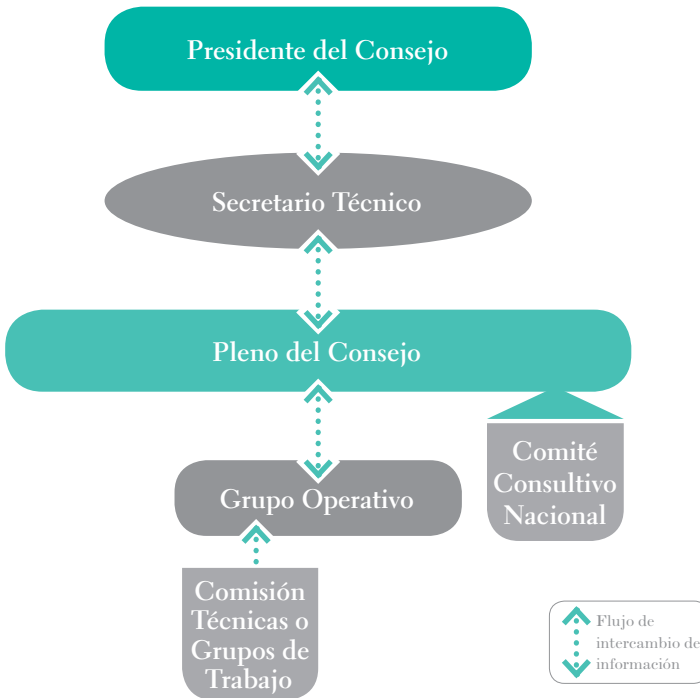 Presidente del Consejo
Secretario Técnico
Pleno del Consejo
Comité
Consultivo
Nacional
Grupo Operativo
Comisión
Técnicas o
Grupos de
Trabajo
Flujo de
intercambio de
información